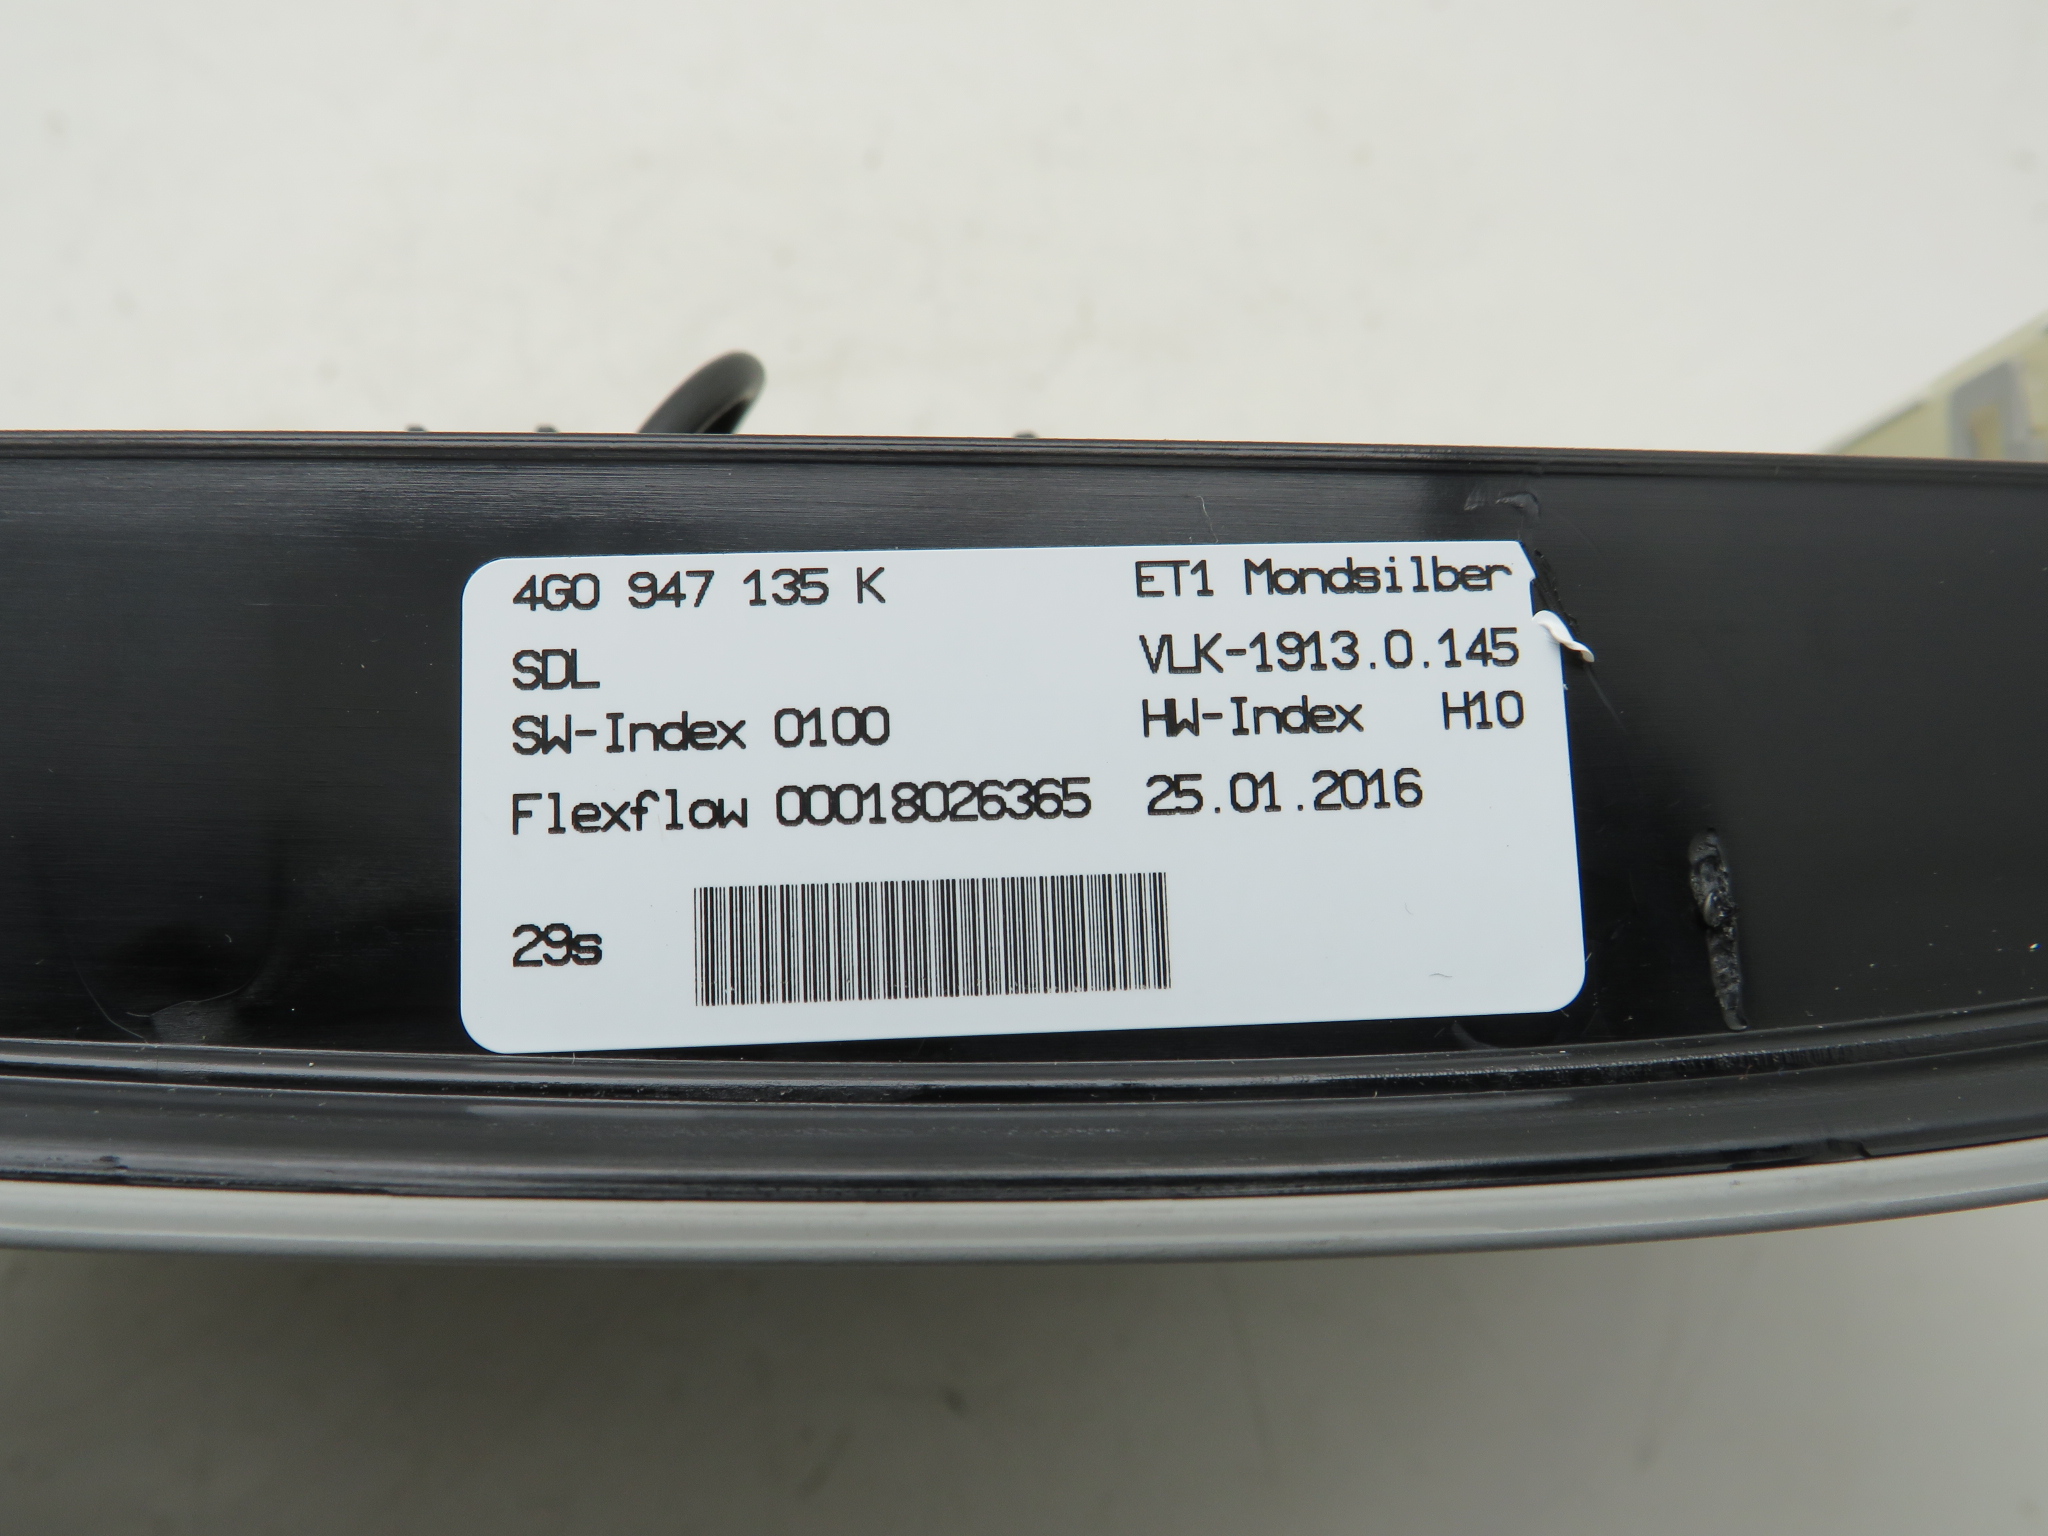 4G0 947 135 K ET1 Mondsilber
SDL VLK-1913.0.145
SW-Index 0100 HW-Index H10
Flexflow 00018026365 25.01.2016
29s